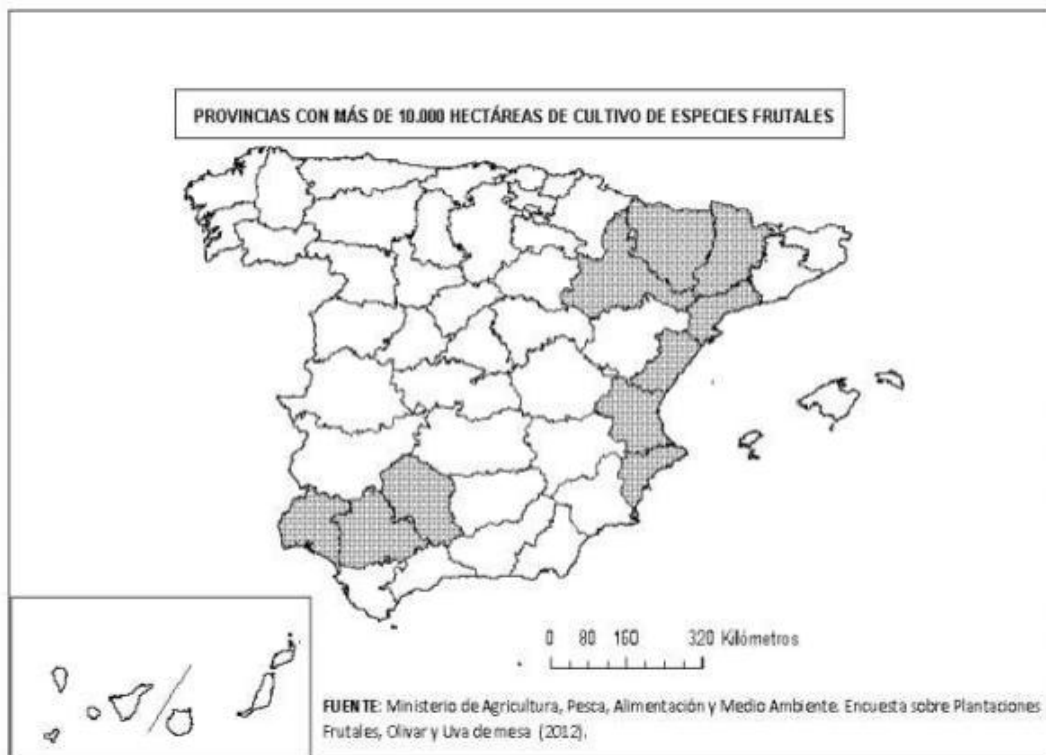 PROVINCIAS CON MÁS DE 10.000 HECTÁREAS DE CULTIVO DE ESPECIES FRUTALES
0 80 160 320 Kilómetros
FUENTE: Ministerio de Agricultura, Pesca, Alimentación y Medio Ambiente. Encuesta sobre Plantaciones
Frutales, Olivar y Uva de mesa (2012).